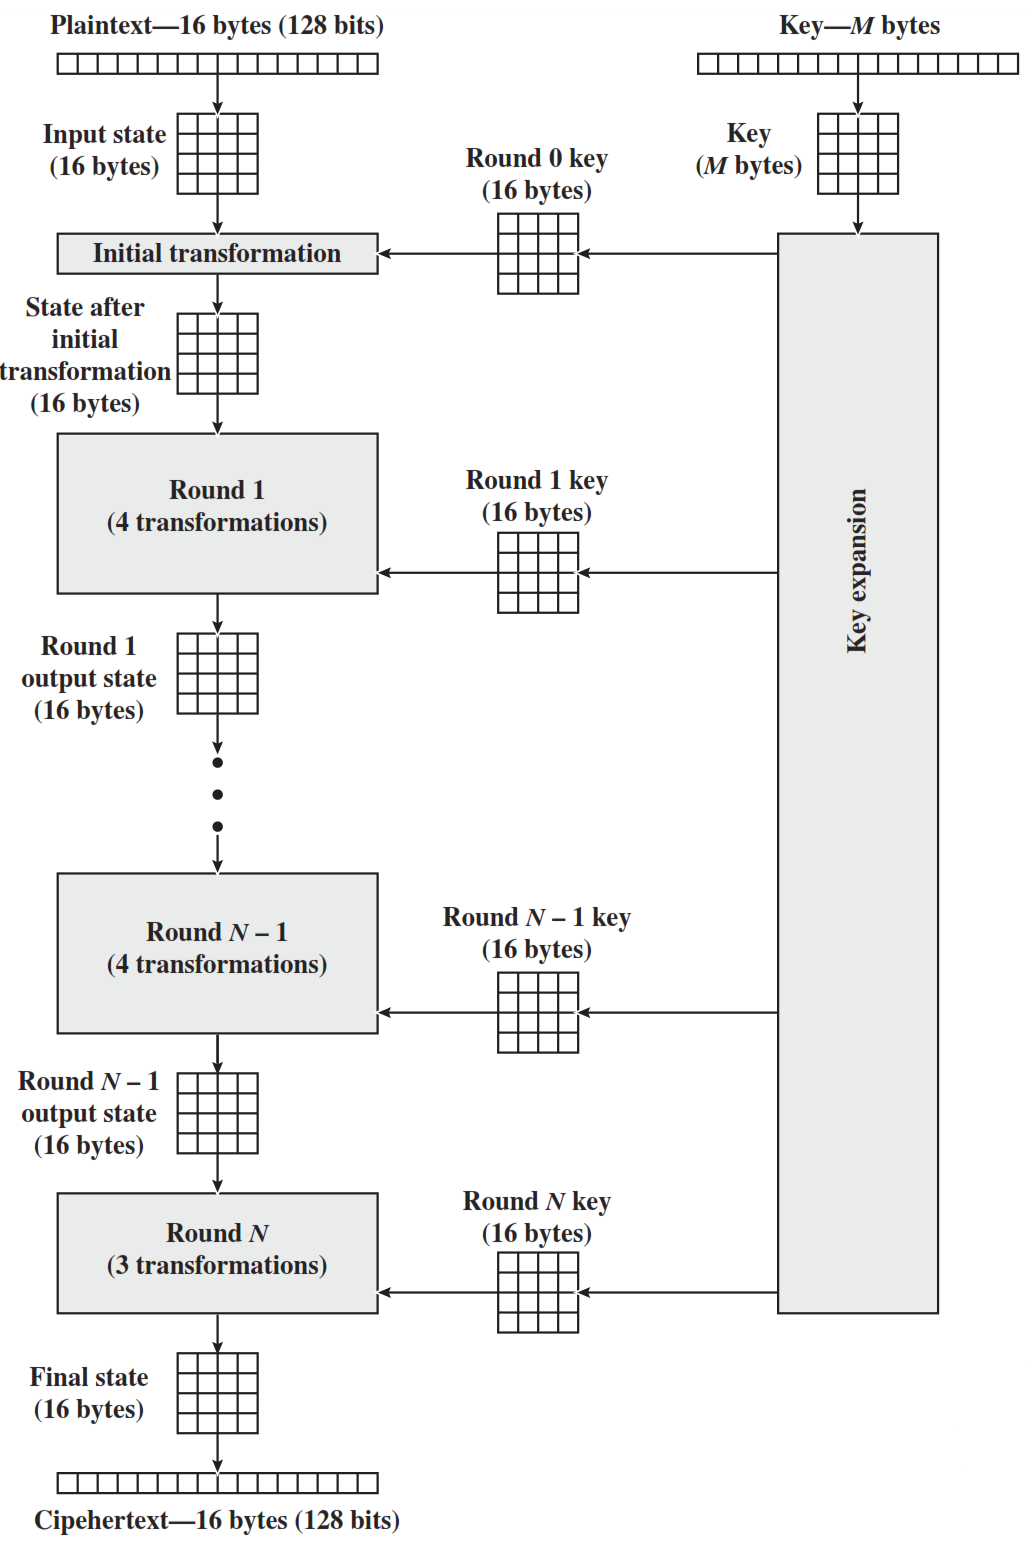 Plaintext—16 bytes (128 bits)
Key—M bytes
Input state
(16 bytes)
Key
(M bytes)
Round 0 key
(16 bytes)
Initial transformation
State after
initial
transformation
(16 bytes)
Round 1
(4 transformations)
Round 1 key
(16 bytes)
Key expansion
Round 1
output state
(16 bytes)
Round N – 1
(4 transformations)
Round N – 1 key
(16 bytes)
Round N – 1
output state
(16 bytes)
Round N
(3 transformations)
Round N key
(16 bytes)
Final state
(16 bytes)
Cipehertext—16 bytes (128 bits)